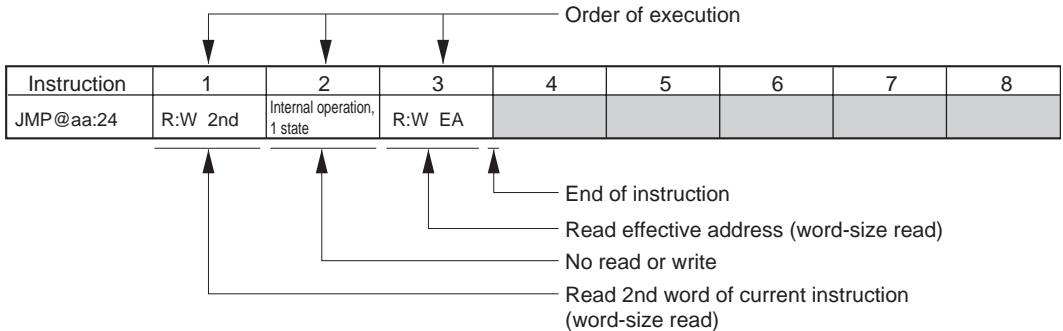 Order of execution
Instruction 1 2 3 4 5 6 7 8
JMP@aa:24 R:W 2nd Internal operation, 1 state R:W EA
End of instruction
Read effective address (word-size read)
No read or write
Read 2nd word of current instruction
(word-size read)